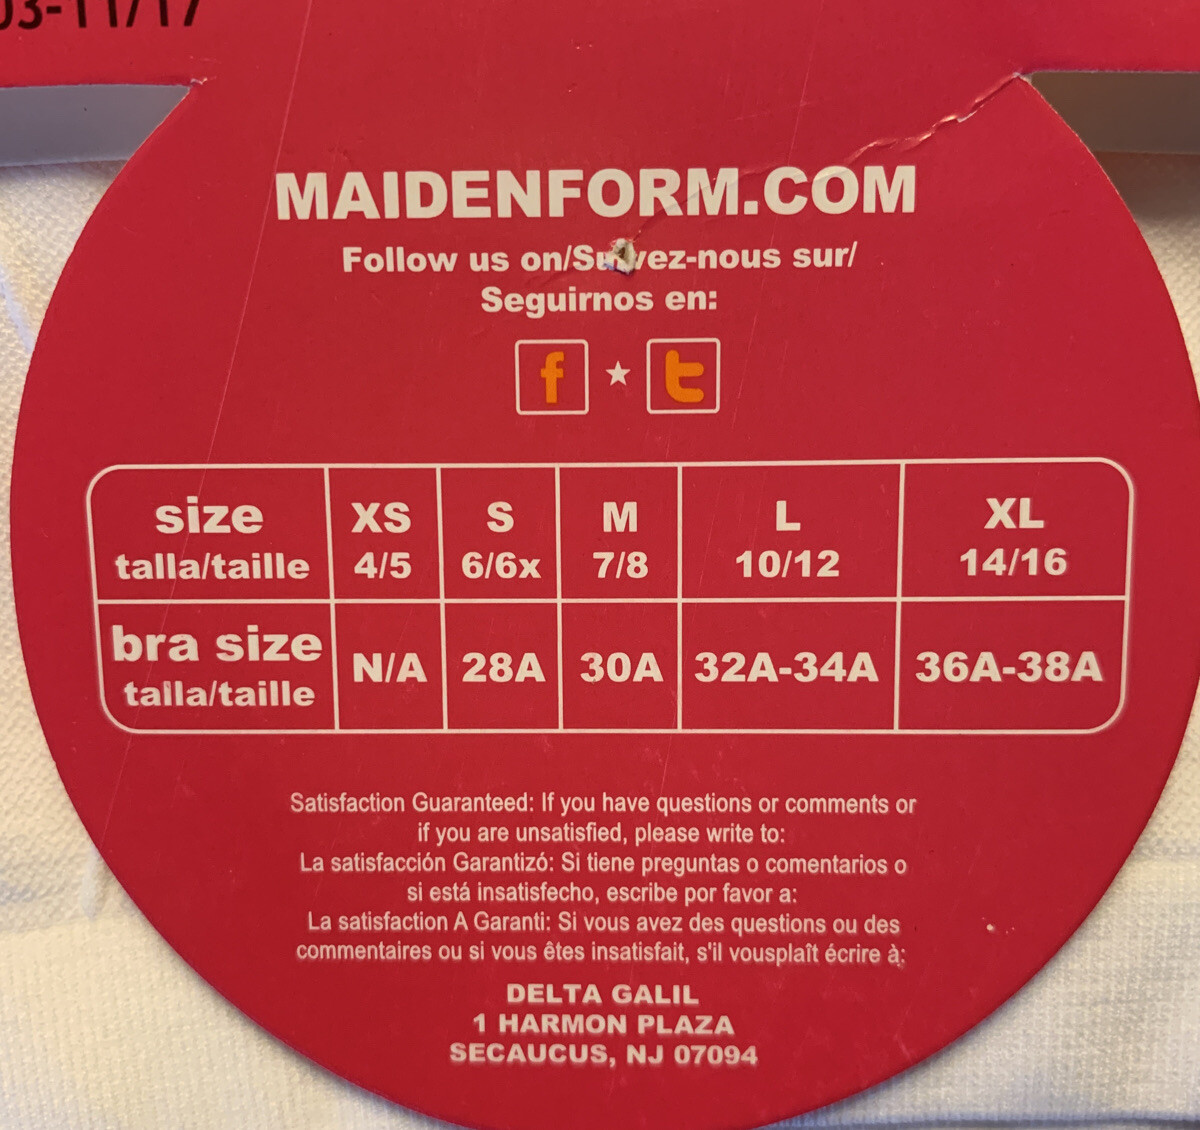 03-11/17
MAIDENFORM.COM
Follow us on/Suivez-nous sur/
Seguirnos en:
f ★ t
size XS S M L XL
talla/taille 4/5 6/6x 7/8 10/12 14/16
bra size N/A 28A 30A 32A-34A 36A-38A
talla/taille
Satisfaction Guaranteed: If you have questions or comments or
if you are unsatisfied, please write to:
La satisfacción Garantizó: Si tiene preguntas o comentarios o
si está insatisfecho, escribe por favor a:
La satisfaction A Garanti: Si vous avez des questions ou des
commentaires ou si vous êtes insatisfait, s'il vousplaît écrire à:
DELTA GALIL
1 HARMON PLAZA
SECAUCUS, NJ 07094